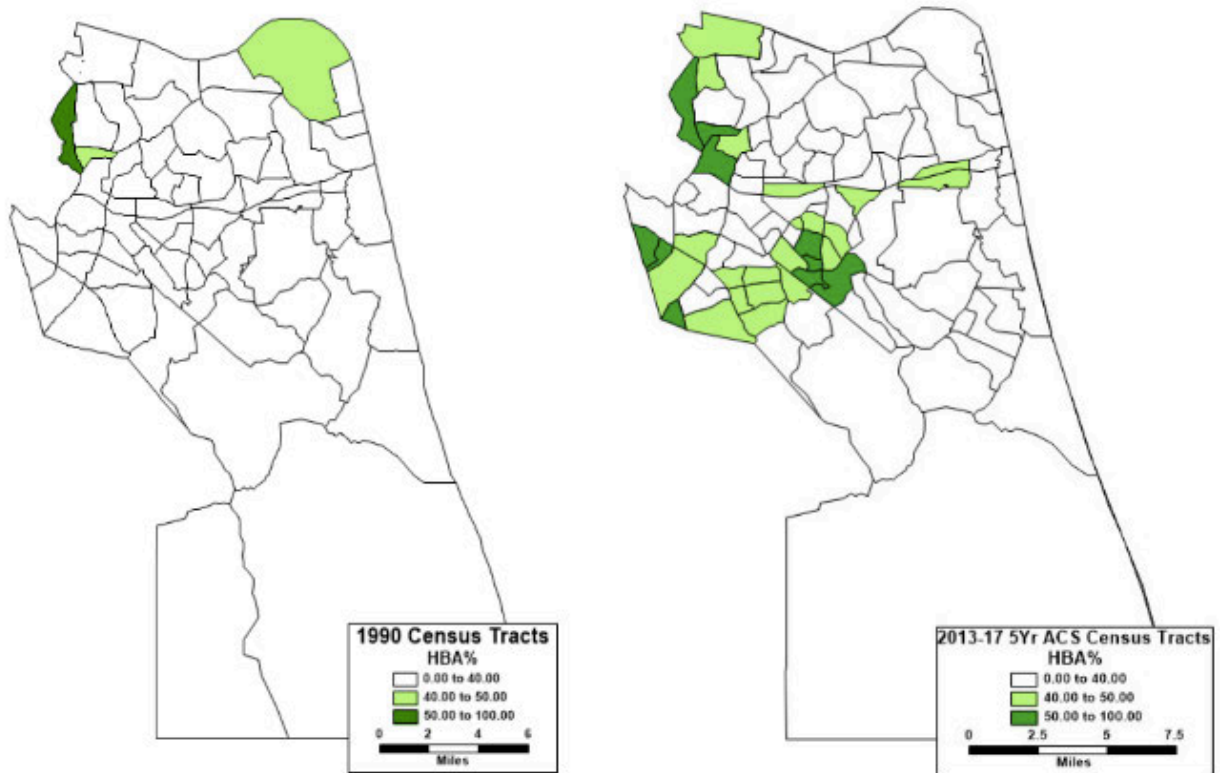 1990 Census Tracts
HBA%
0.00 to 40.00
40.00 to 50.00
50.00 to 100.00
0 2 4 6
Miles
2013-17 5Yr ACS Census Tracts
HBA%
0.00 to 40.00
40.00 to 50.00
50.00 to 100.00
0 2.5 5 7.5
Miles